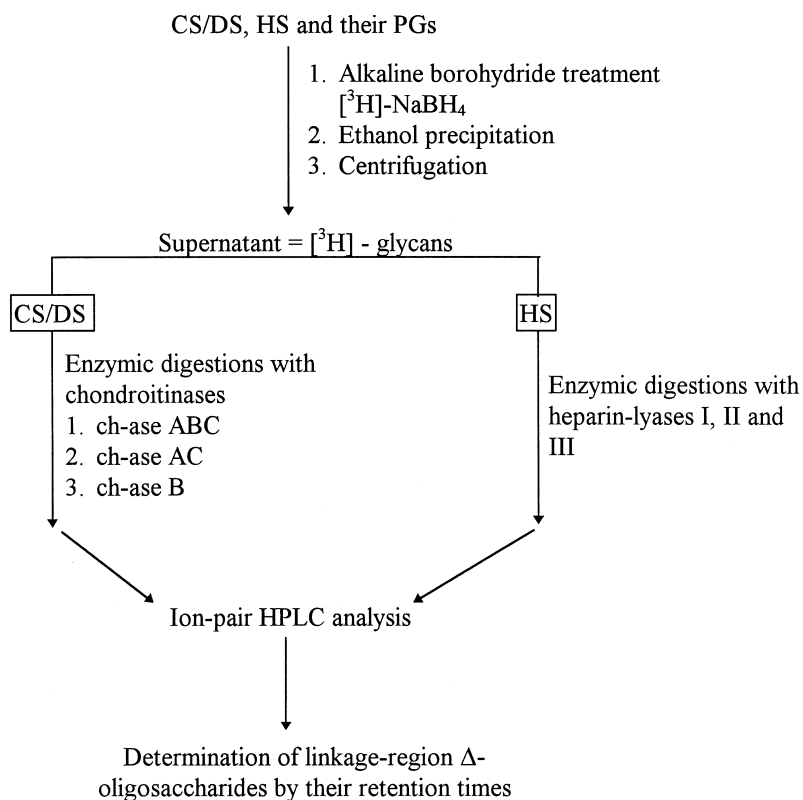 CS/DS, HS and their PGs
1. Alkaline borohydride treatment
[³H]-NaBH₄
2. Ethanol precipitation
3. Centrifugation
Supernatant = [³H] - glycans
CS/DS
HS
Enzymic digestions with
chondroitinases
1. ch-ase ABC
2. ch-ase AC
3. ch-ase B
Enzymic digestions with
heparin-lyases I, II and
III
Ion-pair HPLC analysis
Determination of linkage-region Δ-
oligosaccharides by their retention times